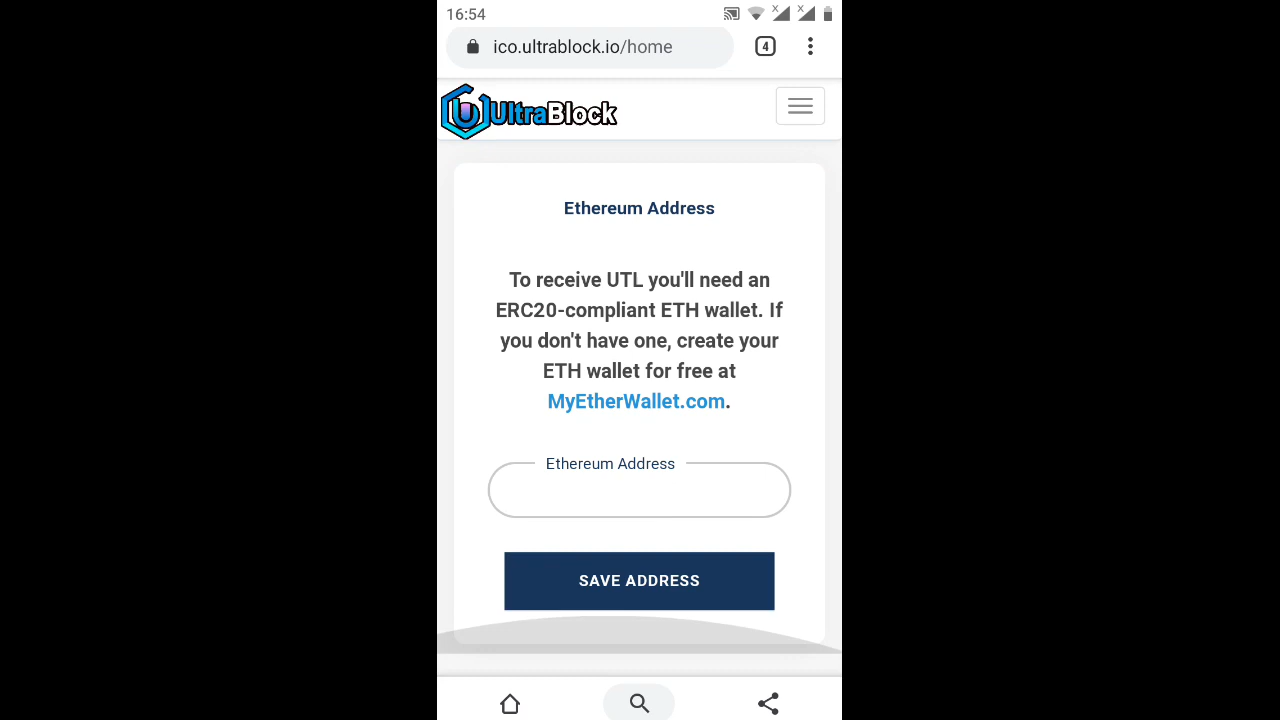 16:54
ico.ultrablock.io/home
4
UltraBlock
Ethereum Address
To receive UTL you'll need an
ERC20-compliant ETH wallet. If
you don't have one, create your
ETH wallet for free at
MyEtherWallet.com.
Ethereum Address
SAVE ADDRESS